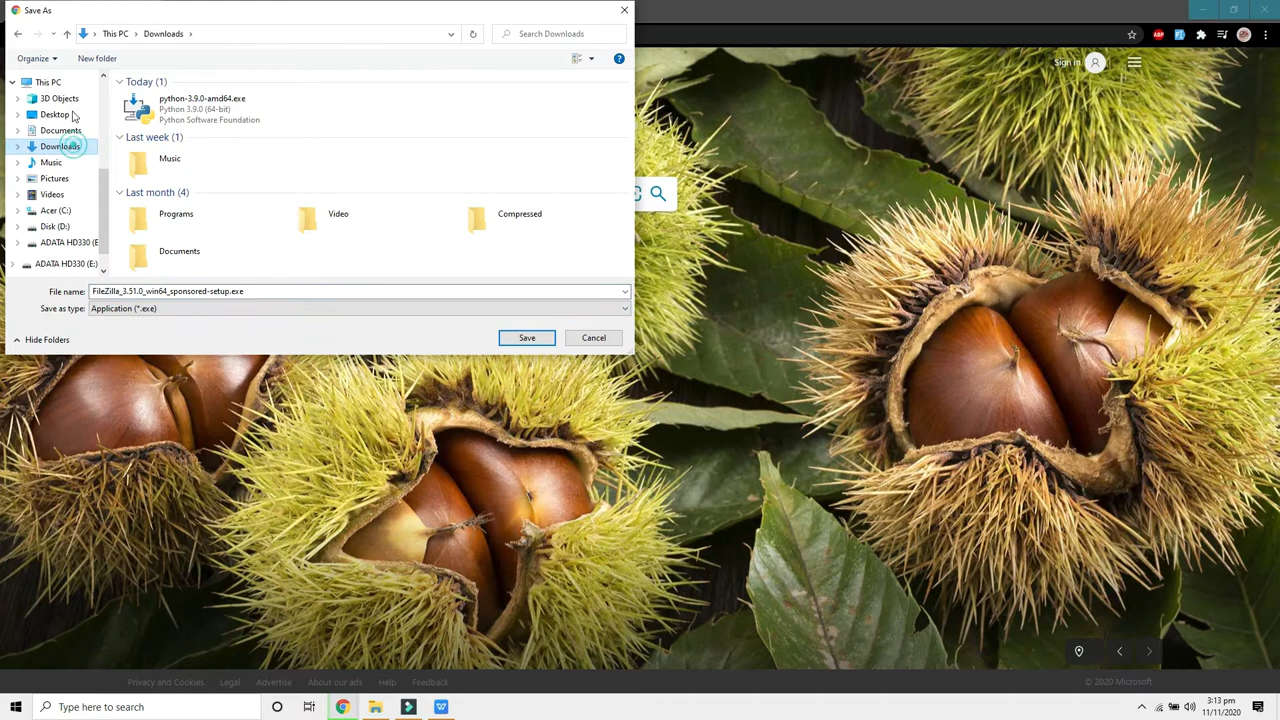 Save As
This PC
Downloads
Search Downloads
Organize
New folder
This PC
3D Objects
Desktop
Documents
Downloads
Music
Pictures
Videos
Acer (C:)
Disk (D:)
ADATA HD330 (E
ADATA HD330 (E:)
Today (1)
python-3.9.0-amd64.exe
Python 3.9.0 (64-bit)
Python Software Foundation
Last week (1)
Music
Last month (4)
Programs
Video
Compressed
Documents
File name: FileZilla_3.51.0_win64_sponsored-setup.exe
Save as type: Application (*.exe)
Hide Folders
Save
Cancel
ABP
Sign in
Privacy and Cookies
Legal
Advertise
About our ads
Help
Feedback
© 2020 Microsoft
Type here to search
W
3:13 pm
11/11/2020